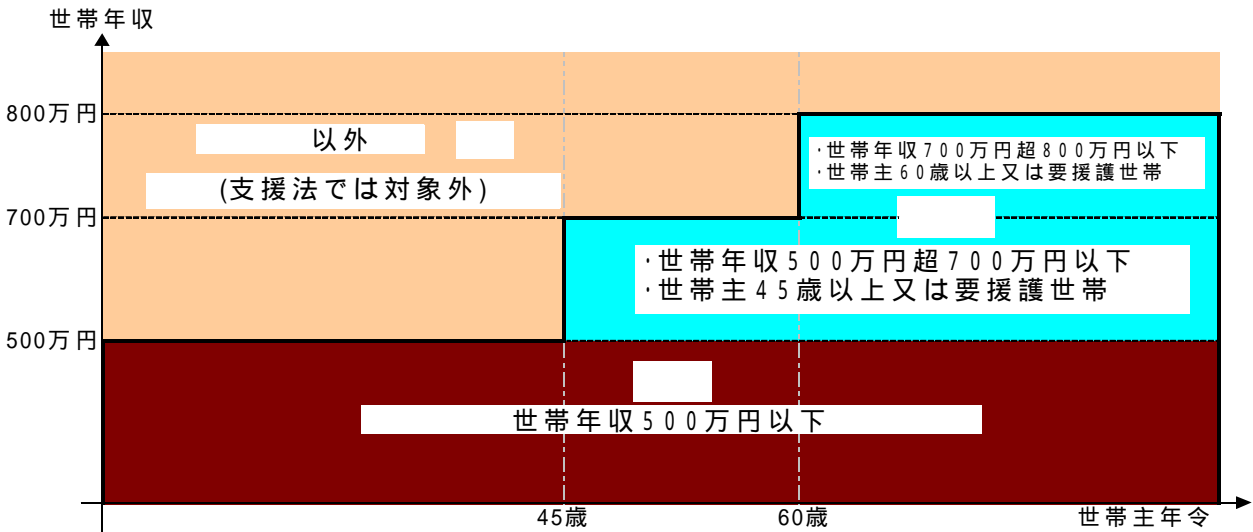 世帯年収
800万円
以外
(支援法では対象外)
・世帯年収700万円超800万円以下
・世帯主60歳以上又は要援護世帯
700万円
・世帯年収500万円超700万円以下
・世帯主45歳以上又は要援護世帯
500万円
世帯年収500万円以下
45歳
60歳
世帯主年令